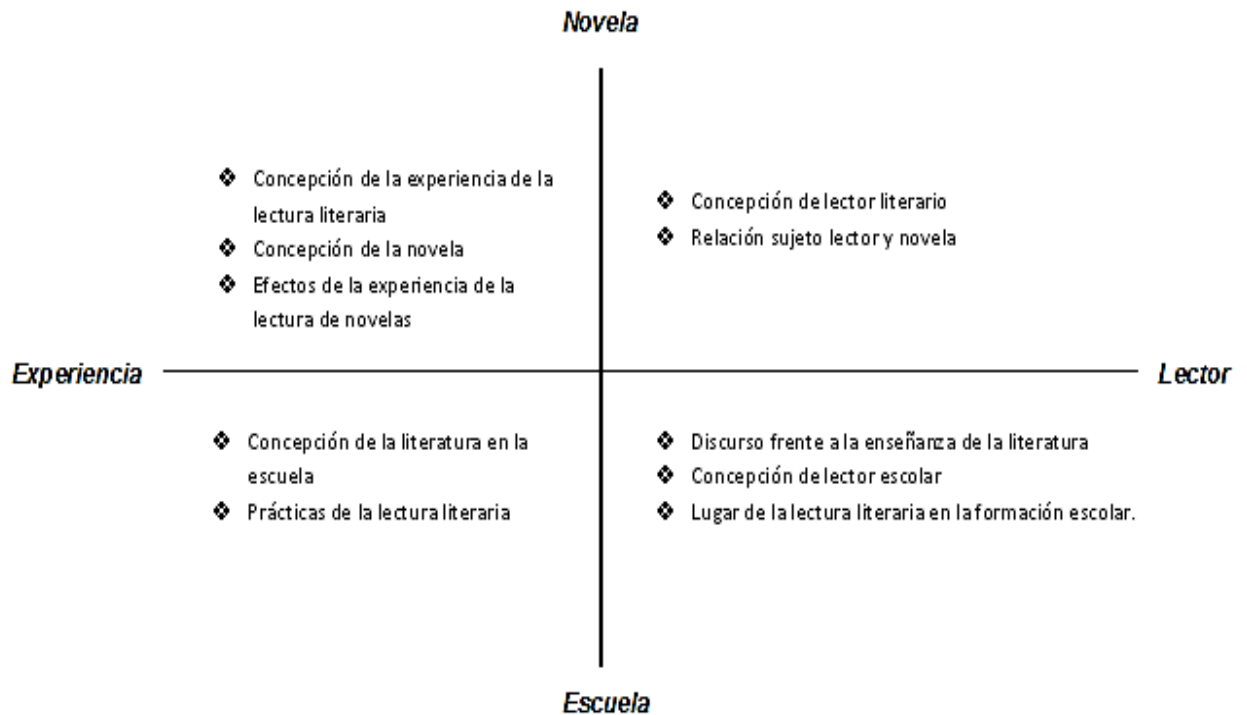 Novela
❖ Concepción de la experiencia de la
lectura literaria
❖ Concepción de la novela
❖ Efectos de la experiencia de la
lectura de novelas
❖ Concepción de lector literario
❖ Relación sujeto lector y novela
Experiencia
Lector
❖ Concepción de la literatura en la
escuela
❖ Prácticas de la lectura literaria
❖ Discurso frente a la enseñanza de la literatura
❖ Concepción de lector escolar
❖ Lugar de la lectura literaria en la formación escolar.
Escuela